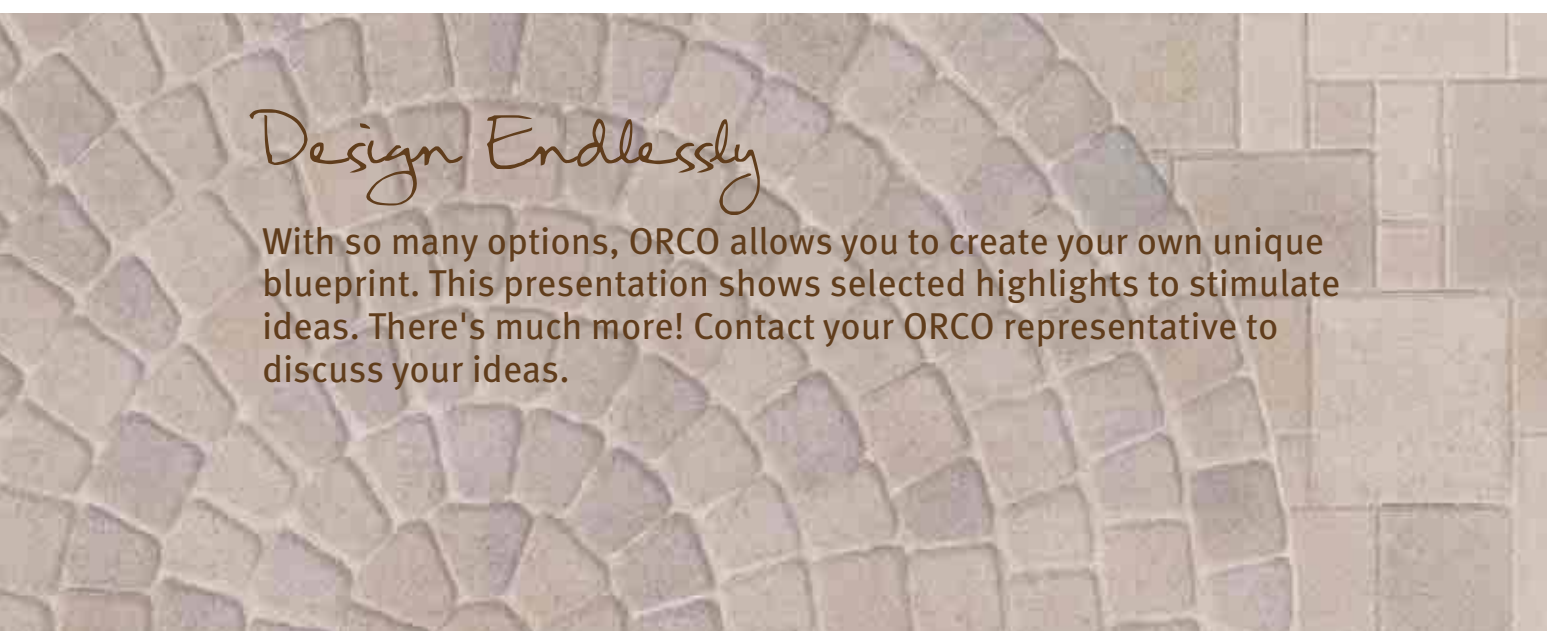 Design Endlessly
With so many options, ORCO allows you to create your own unique
blueprint. This presentation shows selected highlights to stimulate
ideas. There's much more! Contact your ORCO representative to
discuss your ideas.